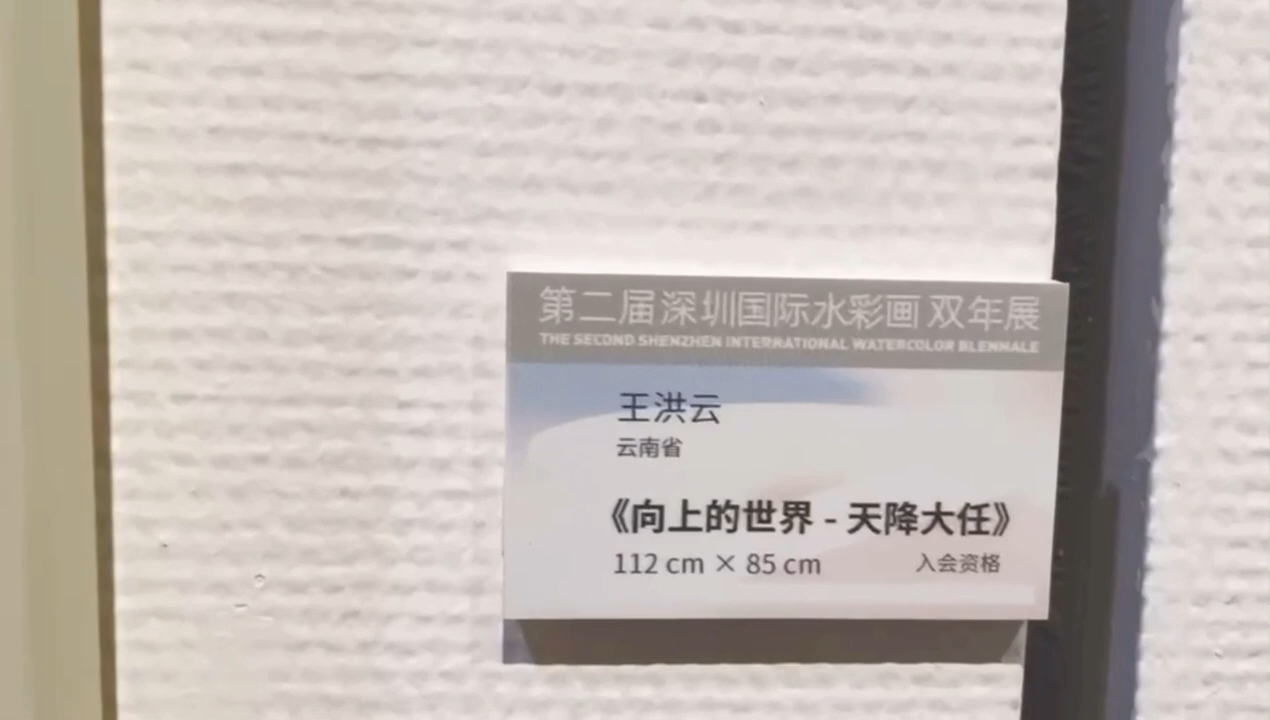 第二届深圳国际水彩画 双年展
THE SECOND SHENZHEN INTERNATIONAL WATERCOLOR BLENNALE
王洪云
云南省
《向上的世界 - 天降大任》
112 cm × 85 cm 入会资格